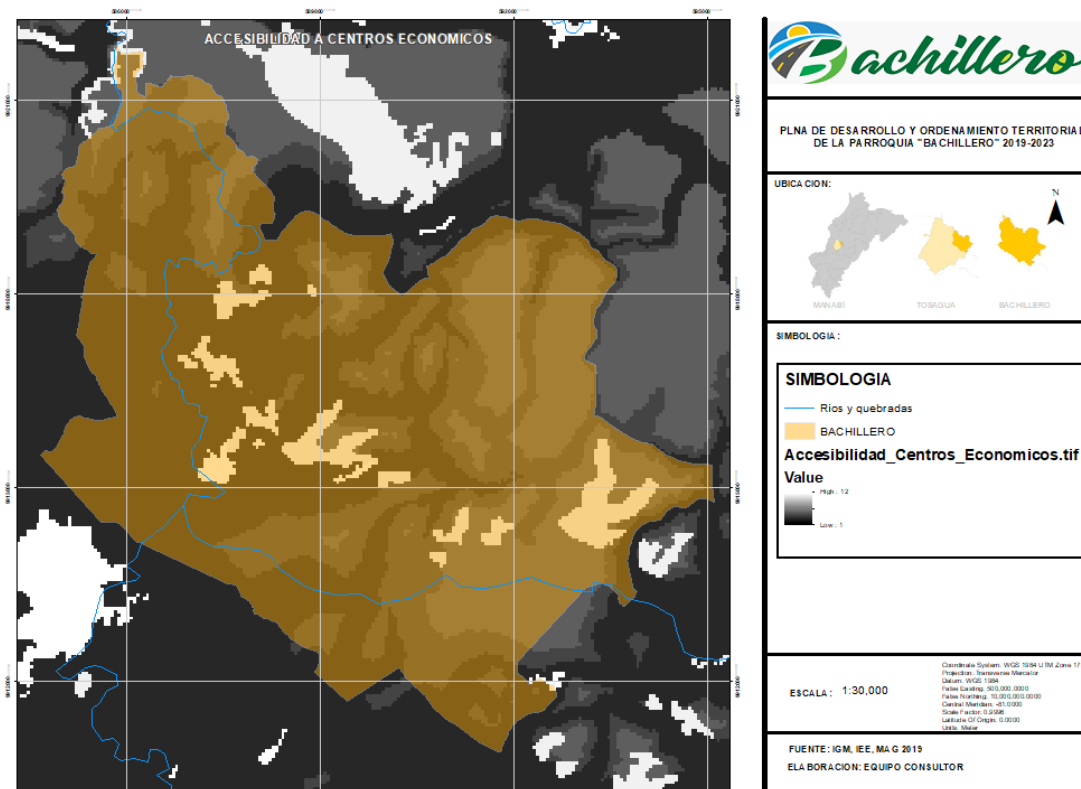 ACCESIBILIDAD A CENTROS ECONOMICOS
Bachillero
PLNA DE DESARROLLO Y ORDENAMIENTO TERRITORIAL
DE LA PARROQUIA "BACHILLERO" 2019-2023
UBICACION:
N
MANABÍ
TOSAGUA
BACHILLERO
SIMBOLOGIA :
SIMBOLOGIA
Rios y quebradas
BACHILLERO
Accesibilidad_Centros_Economicos.tif
Value
High : 12
Low : 1
ESCALA : 1:30,000
Coordinate System: WGS 1984 UTM Zone
Projection: Transverse Mercator
Datum: WGS 1984
False Easting: 500,000.0000
False Northing: 10,000,000.0000
Central Meridian: -81.0000
Scale Factor: 0.9996
Latitude Of Origin: 0.0000
Units: Meter
FUENTE: IGM, IEE, MAG 2019
ELABORACION: EQUIPO CONSULTOR